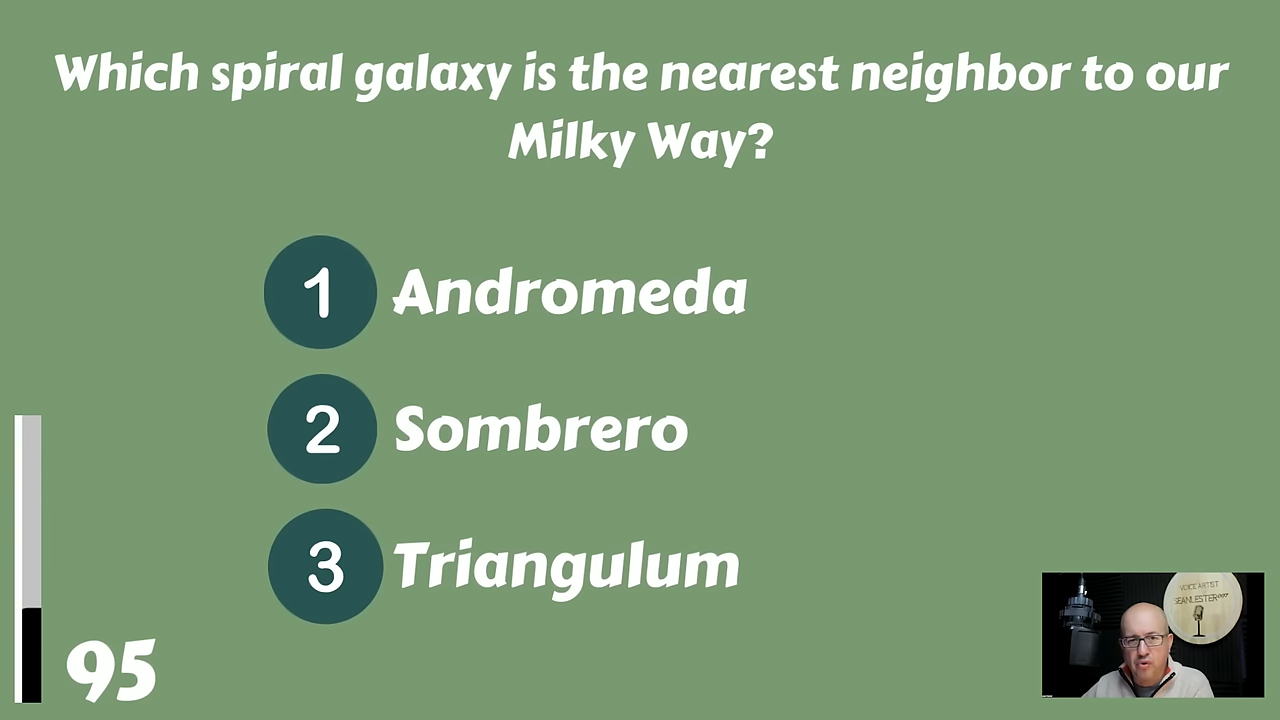 Which spiral galaxy is the nearest neighbor to our
Milky Way?
1 Andromeda
2 Sombrero
3 Triangulum
95
VOICE ARTIST
SEANLESTER